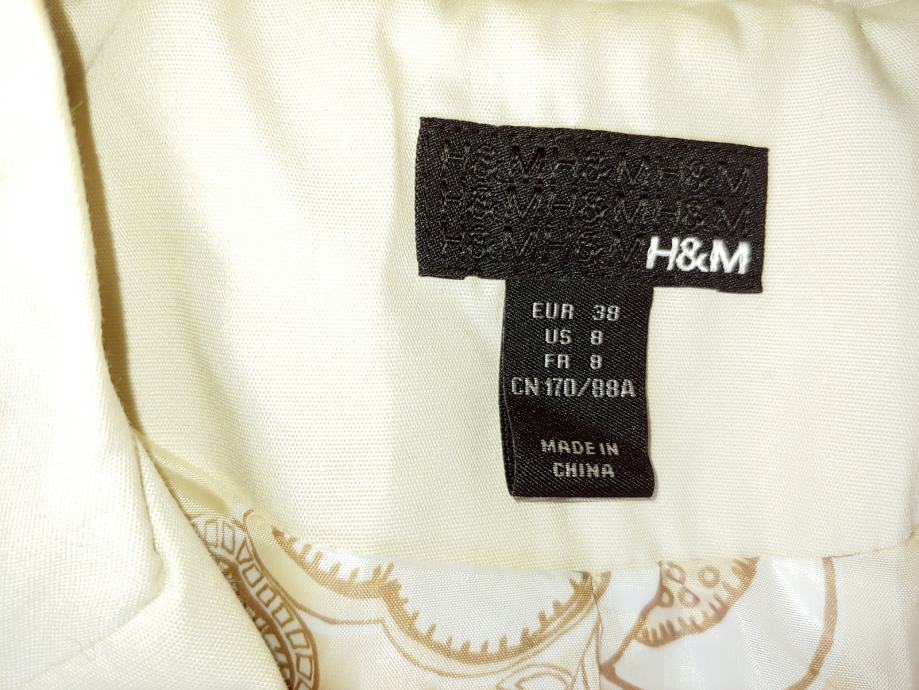 H&M H&M H&M
H&M H&M H&M
H&M H&M H&M
EUR 38
US 8
FR 8
CN 170/88A
MADE IN
CHINA